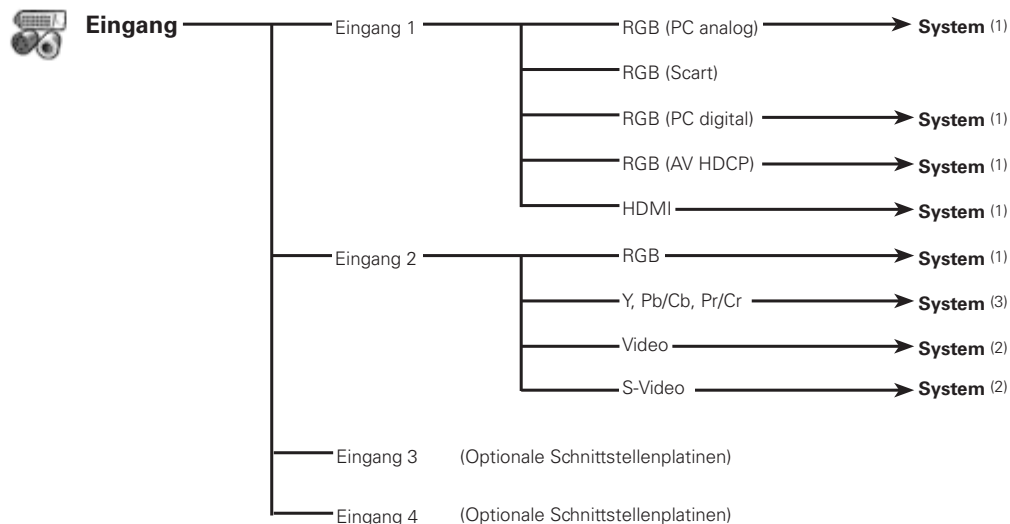 Eingang Eingang 1 RGB (PC analog) System (1)
RGB (Scart)
RGB (PC digital) System (1)
RGB (AV HDCP) System (1)
HDMI System (1)
Eingang 2 RGB System (1)
Y, Pb/Cb, Pr/Cr System (3)
Video System (2)
S-Video System (2)
Eingang 3 (Optionale Schnittstellenplatinen)
Eingang 4 (Optionale Schnittstellenplatinen)